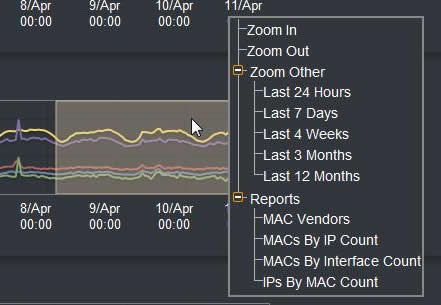 8/Apr 9/Apr 10/Apr 11/Apr
00:00 00:00 00:00
Zoom In
Zoom Out
Zoom Other
Last 24 Hours
Last 7 Days
Last 4 Weeks
Last 3 Months
Last 12 Months
Reports
MAC Vendors
MACs By IP Count
MACs By Interface Count
IPs By MAC Count
8/Apr 9/Apr 10/Apr
00:00 00:00 00:00